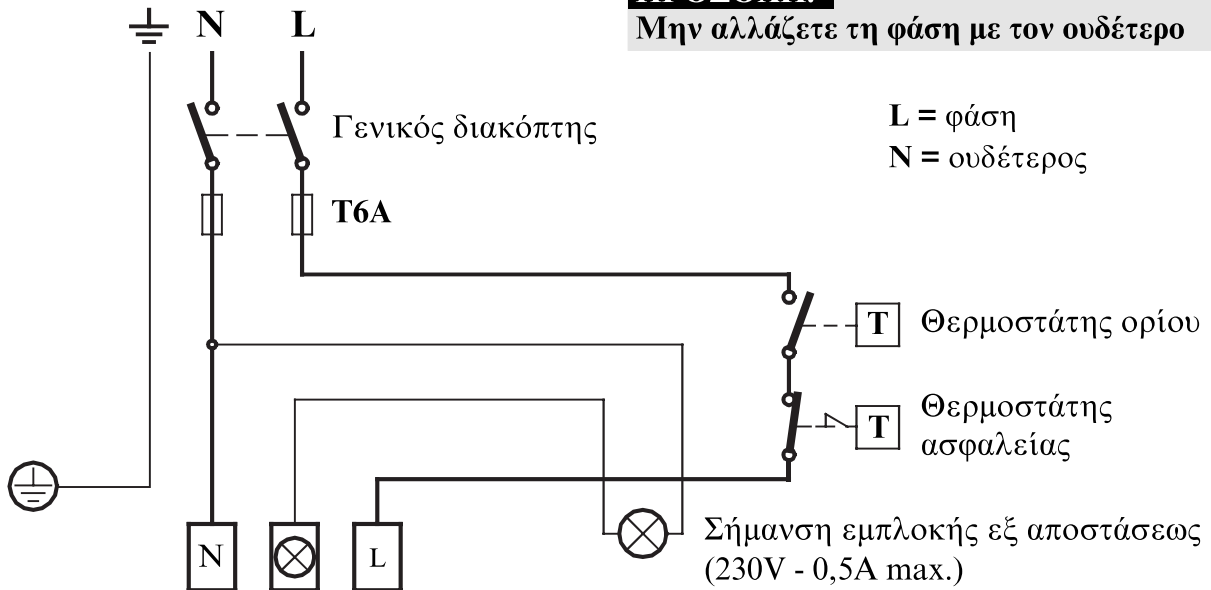 N L
Μην αλλάζετε τη φάση με τον ουδέτερο
Γενικός διακόπτης
L = φάση
N = ουδέτερος
T6A
T Θερμοστάτης ορίου
T Θερμοστάτης
ασφαλείας
N L
Σήμανση εμπλοκής εξ αποστάσεως
(230V - 0,5A max.)